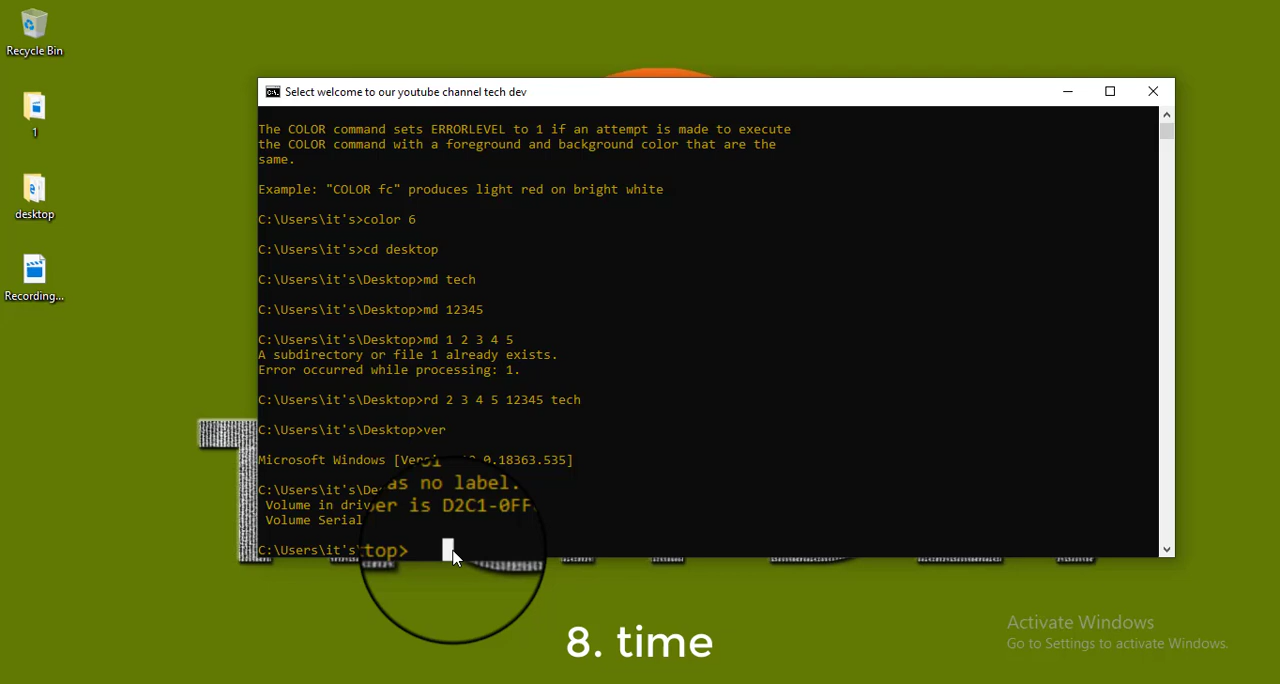 Recycle Bin
1
desktop
Recording...
Select welcome to our youtube channel tech dev
The COLOR command sets ERRORLEVEL to 1 if an attempt is made to execute
the COLOR command with a foreground and background color that are the
same.
Example: "COLOR fc" produces light red on bright white
C:\Users\it's>color 6
C:\Users\it's>cd desktop
C:\Users\it's\Desktop>md tech
C:\Users\it's\Desktop>md 12345
C:\Users\it's\Desktop>md 1 2 3 4 5
A subdirectory or file 1 already exists.
Error occurred while processing: 1.
C:\Users\it's\Desktop>rd 2 3 4 5 12345 tech
C:\Users\it's\Desktop>ver
Microsoft Windows 0.18363.535]
C:\Users\it's\De as no label.
Volume in driv er is D2C1-0FF
Volume Serial
C:\Users\it's top>
8. time
Activate Windows
Go to Settings to activate Windows.